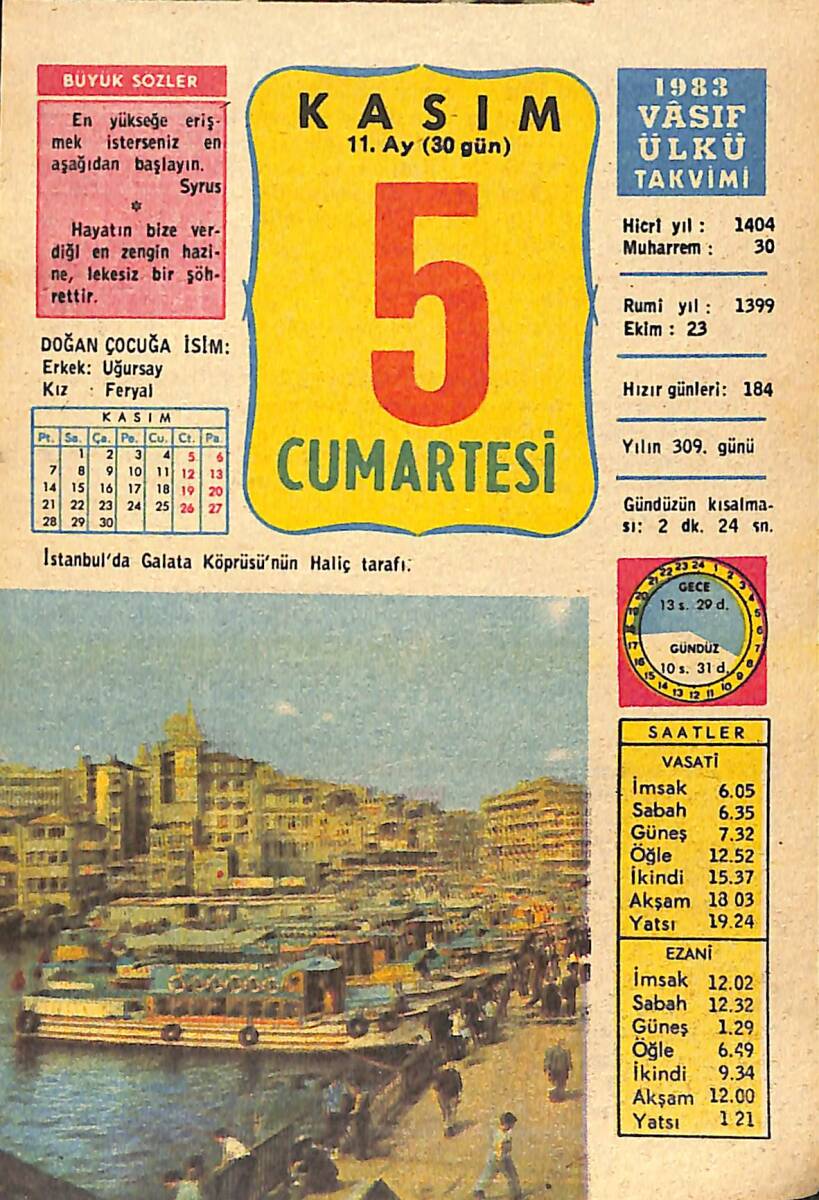 BÜYÜK SÖZLER
En yükseğe eriş-
mek isterseniz en
aşağıdan başlayın.
Syrus
*
Hayatın bize ver-
diği en zengin hazi-
ne, lekesiz bir şöh-
rettir.
DOĞAN ÇOCUĞA İSİM:
Erkek: Uğursay
Kız : Feryal
KASIM
Pt. Sa. Ça. Pe. Cu. Ct. Pa.
1 2 3 4 5 6
7 8 9 10 11 12 13
14 15 16 17 18 19 20
21 22 23 24 25 26 27
28 29 30
KASIM
11. Ay (30 gün)
5
CUMARTESİ
1983
VÂSIF
ÜLKÜ
TAKVİMİ
Hicrî yıl : 1404
Muharrem : 30
Rumî yıl : 1399
Ekim : 23
Hızır günleri: 184
Yılın 309. günü
Gündüzün kısalma-
sı: 2 dk. 24 sn.
İstanbul'da Galata Köprüsü'nün Haliç tarafı.
GECE
13 s. 29 d.
GÜNDÜZ
10 s. 31 d.
SAATLER
VASATİ
İmsak 6.05
Sabah 6.35
Güneş 7.32
Öğle 12.52
İkindi 15.37
Akşam 18 03
Yatsı 19.24
EZANİ
İmsak 12.02
Sabah 12.32
Güneş 1.29
Öğle 6.49
İkindi 9.34
Akşam 12.00
Yatsı 1 21